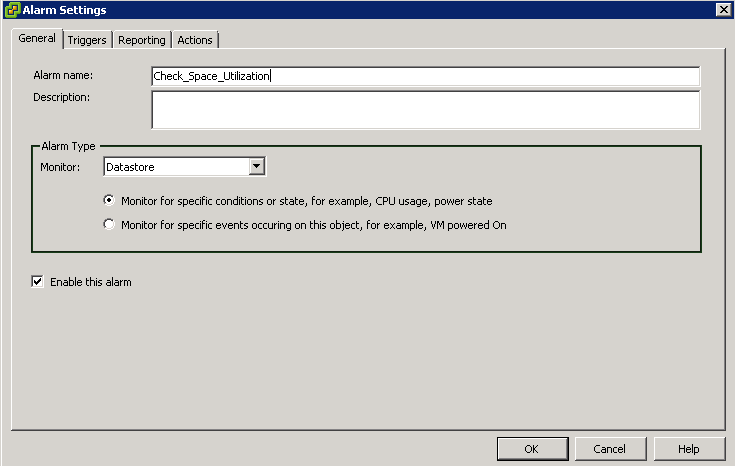 Alarm Settings
General Triggers Reporting Actions
Alarm name: Check_Space_Utilization
Description:
Alarm Type
Monitor: Datastore
Monitor for specific conditions or state, for example, CPU usage, power state
Monitor for specific events occuring on this object, for example, VM powered On
Enable this alarm
OK Cancel Help